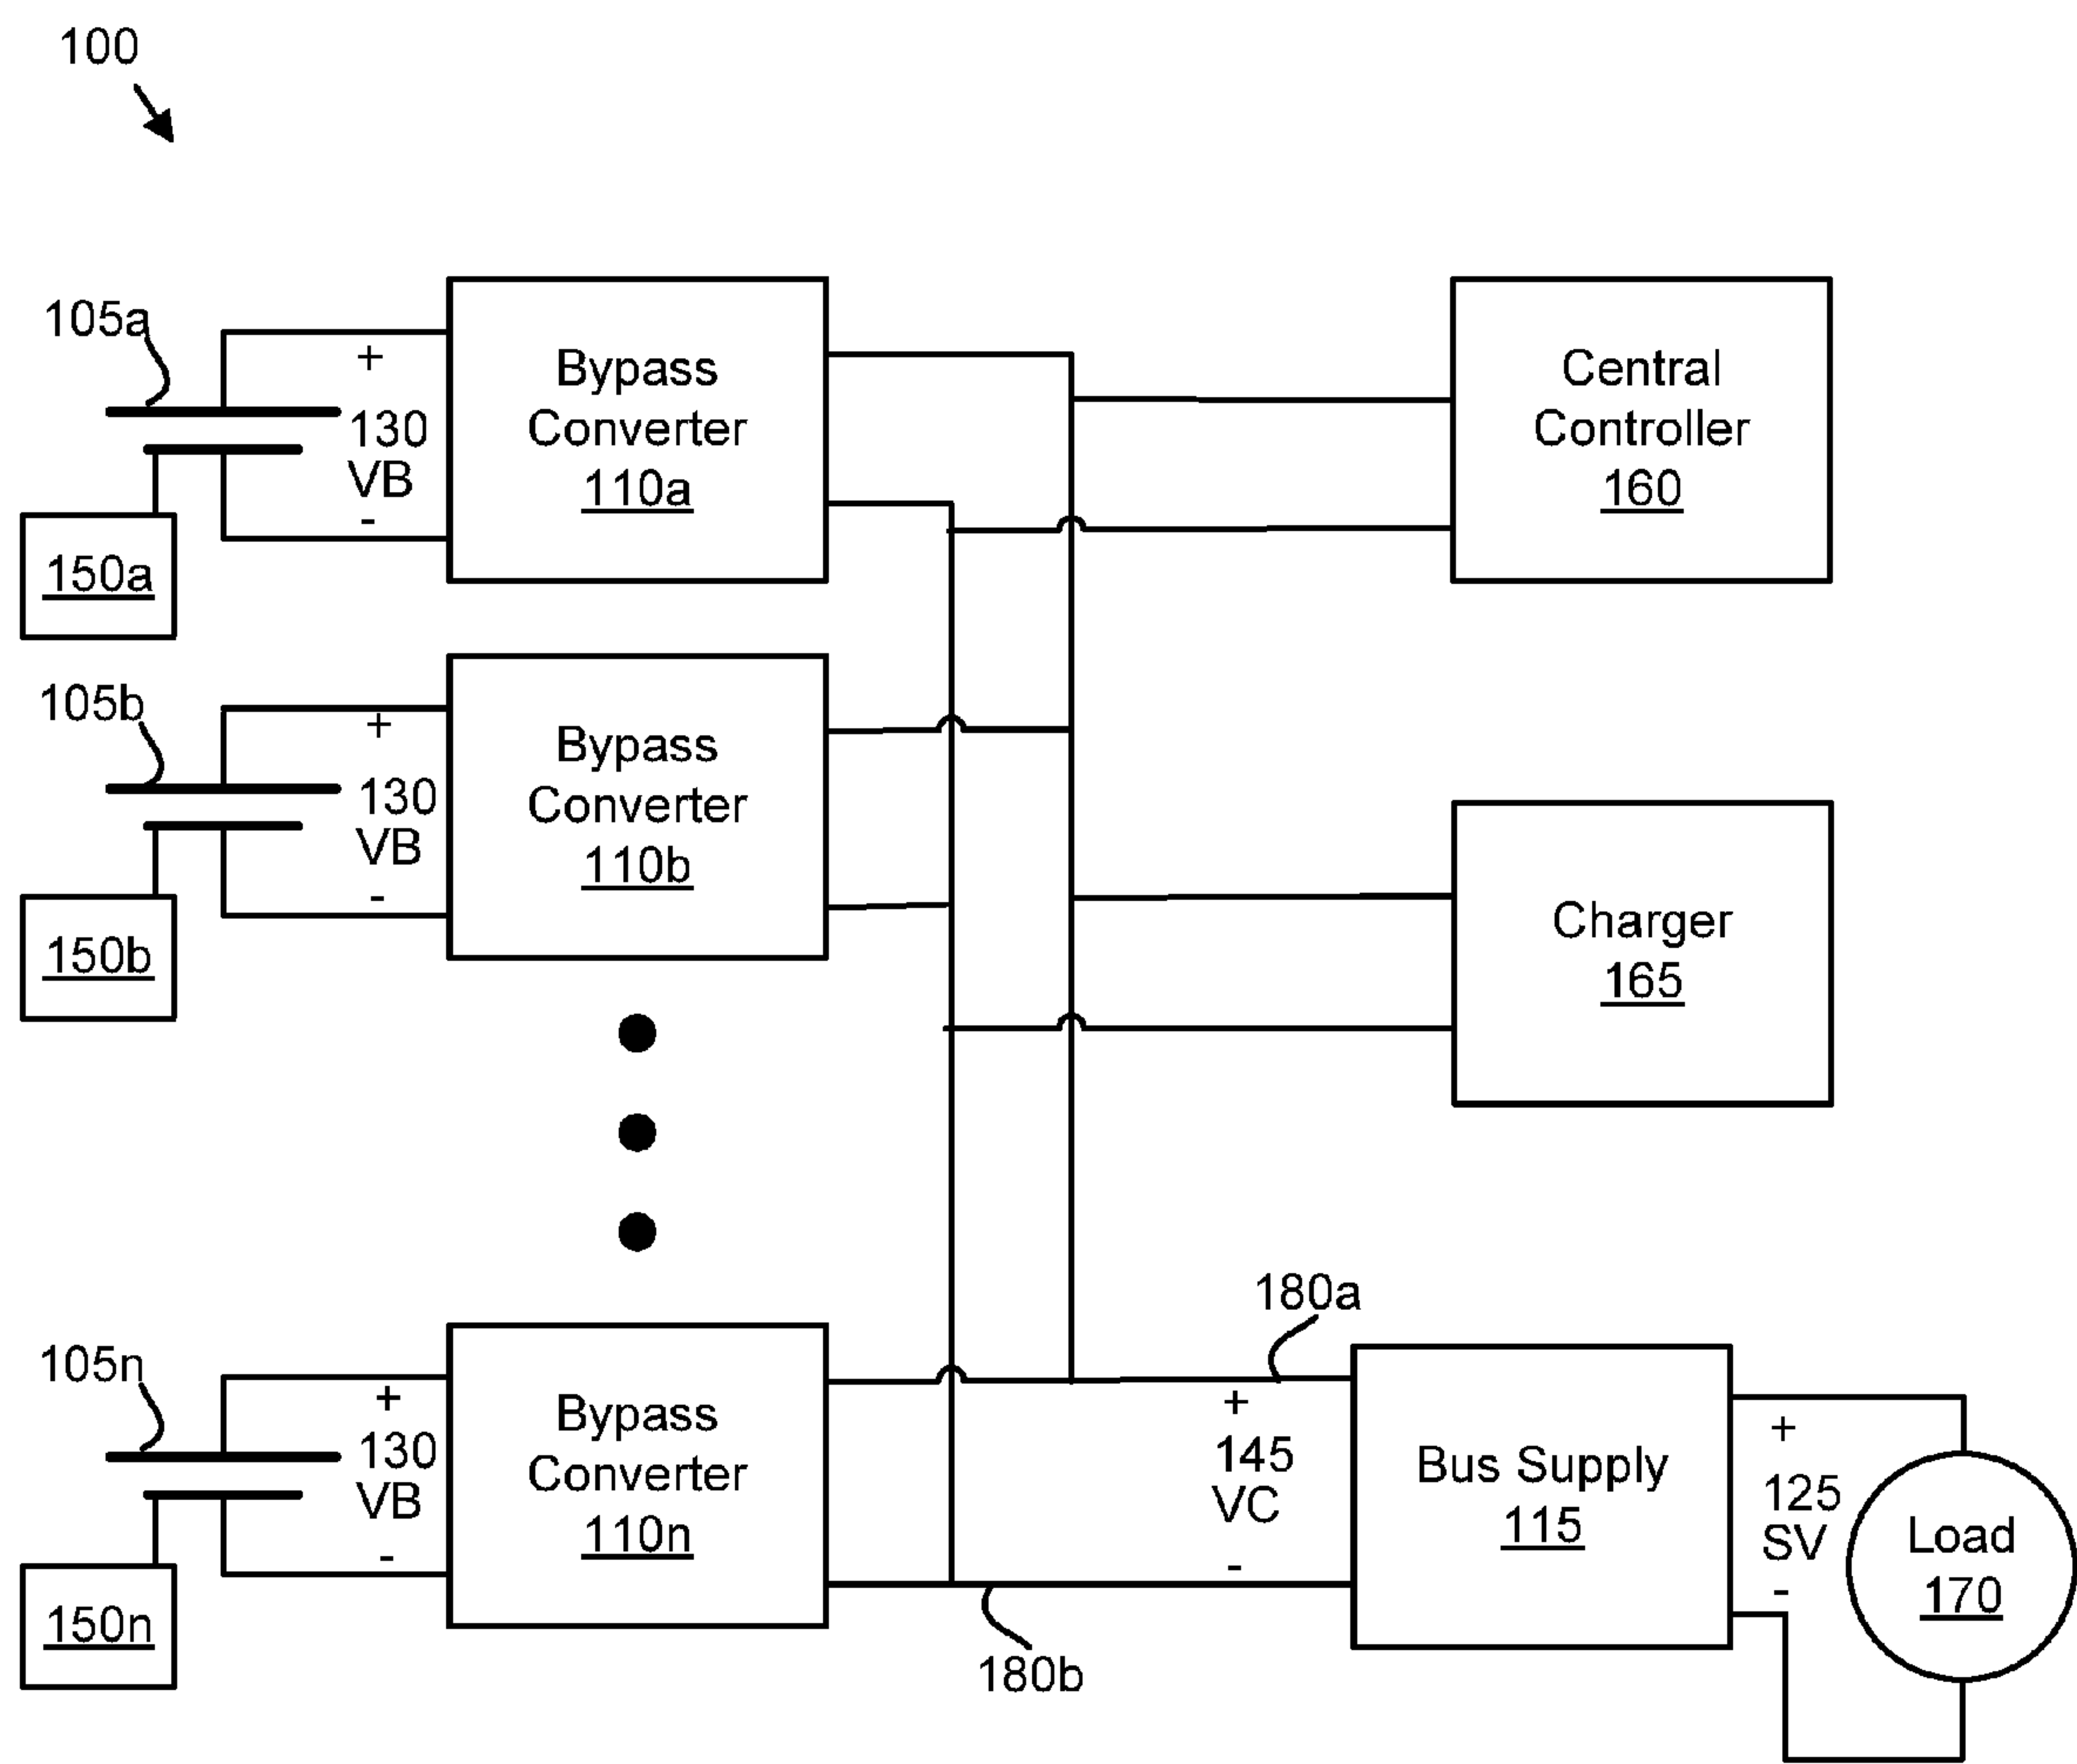 100
105a
+
130
VB
-
150a
Bypass
Converter
110a
Central
Controller
160
105b
+
130
VB
-
150b
Bypass
Converter
110b
Charger
165
105n
+
130
VB
-
150n
Bypass
Converter
110n
180a
+
145
VC
-
180b
Bus Supply
115
+
125
SV
-
Load
170